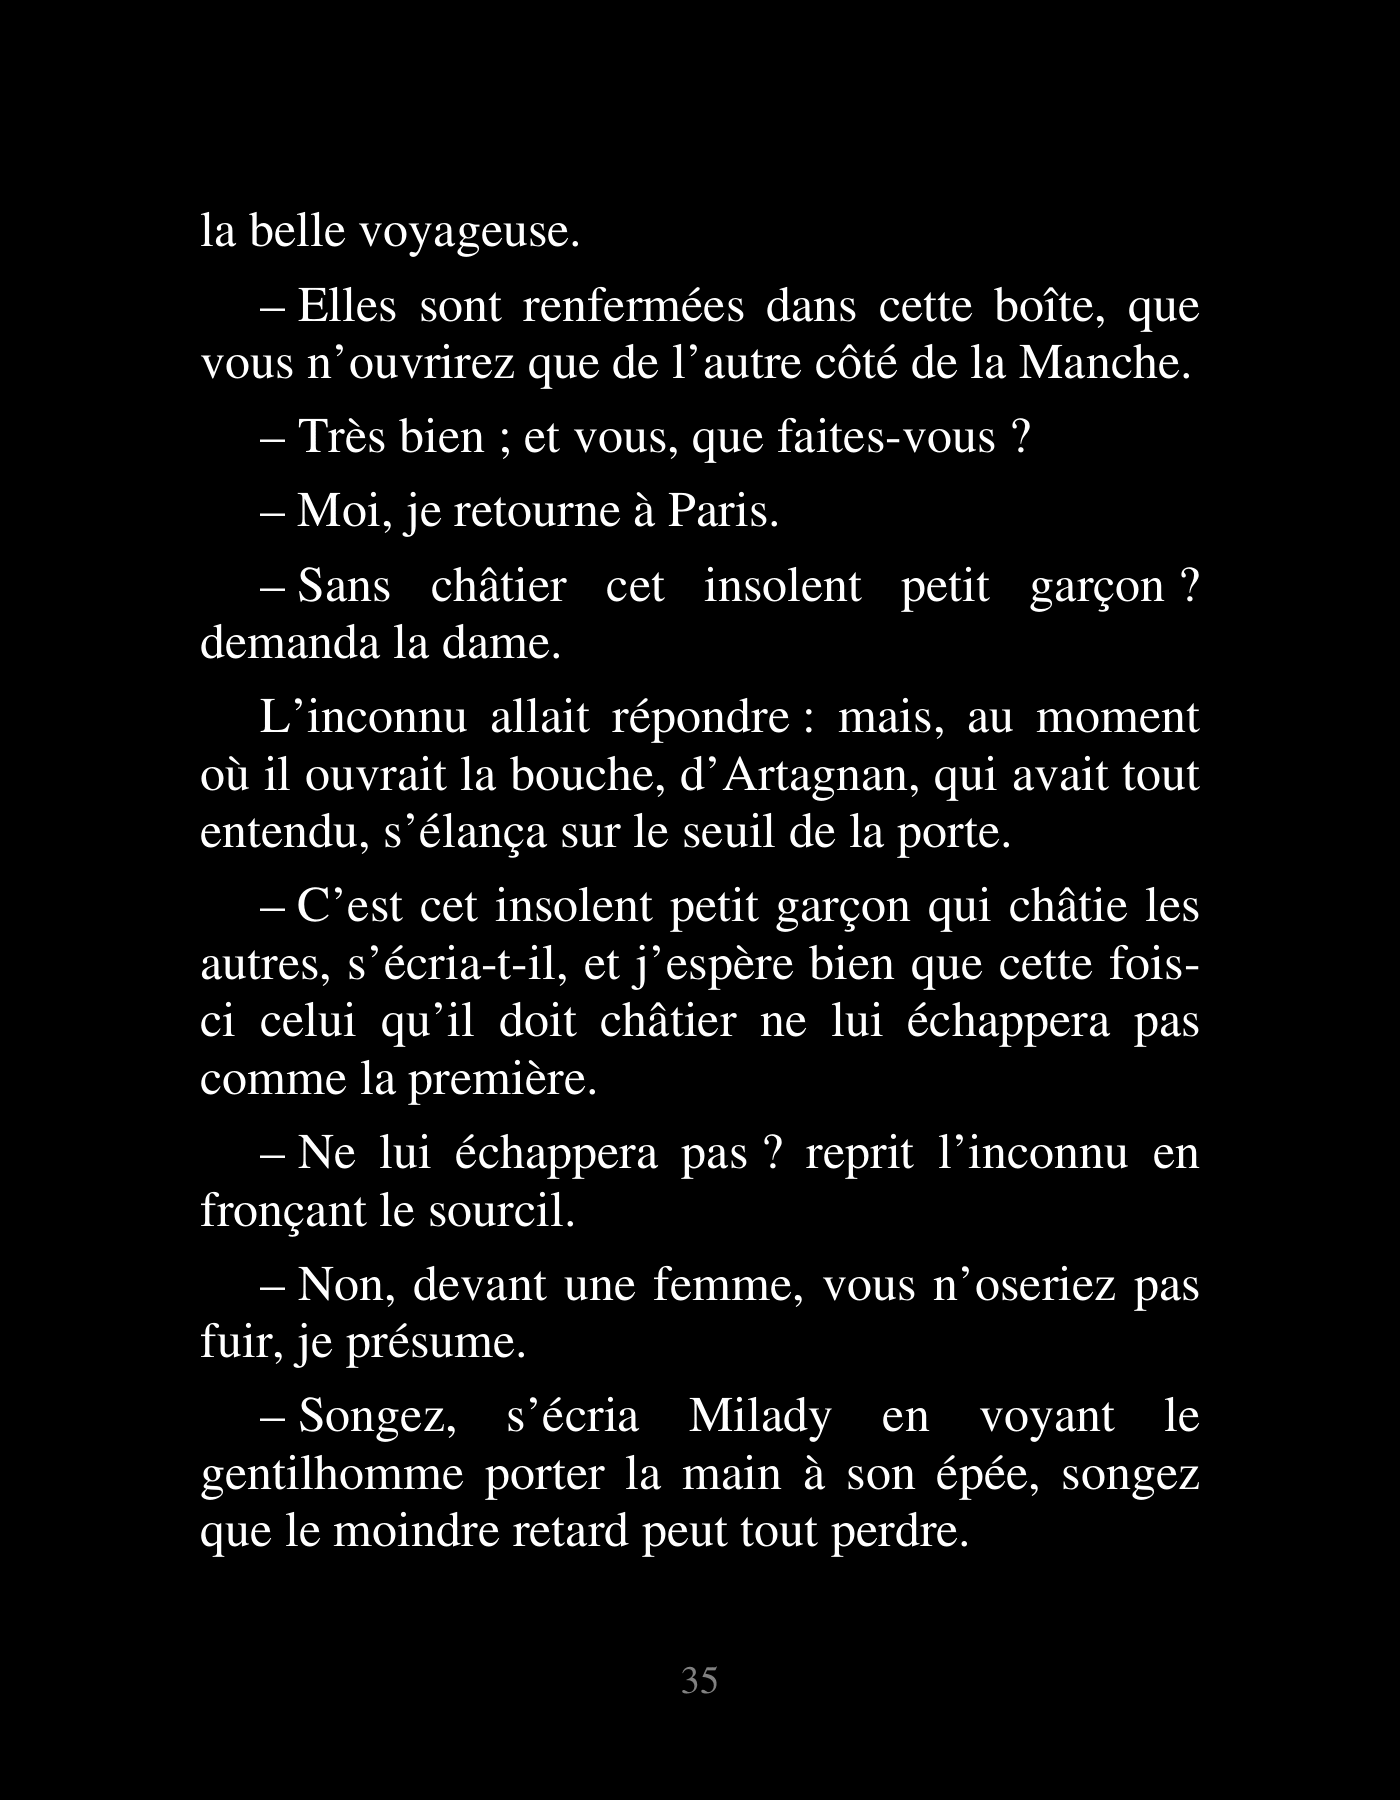 la belle voyageuse.
– Elles sont renfermées dans cette boîte, que
vous n’ouvrirez que de l’autre côté de la Manche.
– Très bien ; et vous, que faites-vous ?
– Moi, je retourne à Paris.
– Sans châtier cet insolent petit garçon ?
demanda la dame.
L’inconnu allait répondre : mais, au moment
où il ouvrait la bouche, d’Artagnan, qui avait tout
entendu, s’élança sur le seuil de la porte.
– C’est cet insolent petit garçon qui châtie les
autres, s’écria-t-il, et j’espère bien que cette fois-
ci celui qu’il doit châtier ne lui échappera pas
comme la première.
– Ne lui échappera pas ? reprit l’inconnu en
fronçant le sourcil.
– Non, devant une femme, vous n’oseriez pas
fuir, je présume.
– Songez, s’écria Milady en voyant le
gentilhomme porter la main à son épée, songez
que le moindre retard peut tout perdre.
35